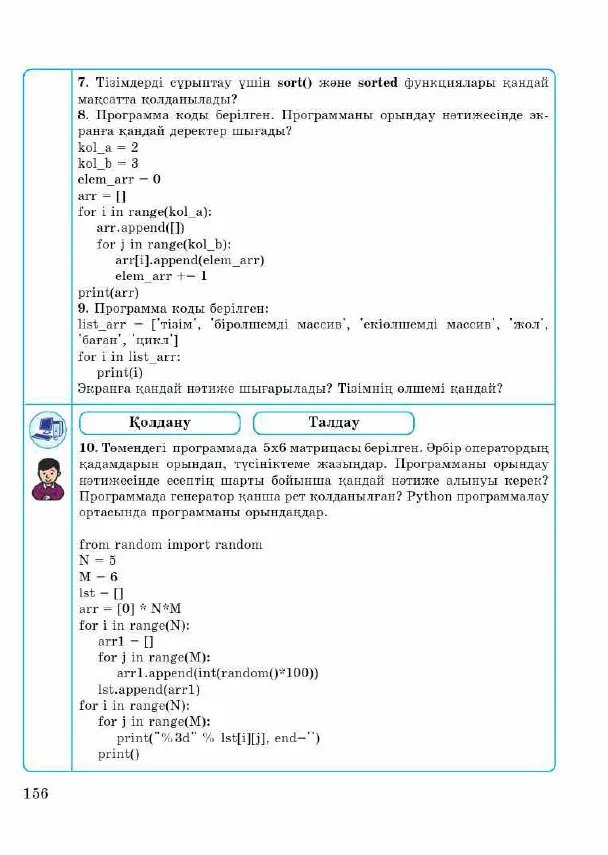 7. Тізімдерді сұрыптау үшін sort() және sorted функциялары қандай
мақсатта қолданылады?
8. Программа коды берілген. Программаны орындау нәтижесінде эк-
ранға қандай деректер шығады?
kol_a = 2
kol_b = 3
elem_arr = 0
arr = []
for i in range(kol_a):
arr.append([])
for j in range(kol_b):
arr[i].append(elem_arr)
elem_arr += 1
print(arr)
9. Программа коды берілген:
list_arr = ['тізім', 'бірөлшемді массив', 'екіөлшемді массив', 'жол',
'баған', 'цикл']
for i in list_arr:
print(i)
Экранға қандай нәтиже шығарылады? Тізімнің өлшемі қандай?
Қолдану
Талдау
10. Төмендегі программада 5х6 матрицасы берілген. Әрбір оператордың
қадамдарын орындап, түсініктеме жазыңдар. Программаны орындау
нәтижесінде есептің шарты бойынша қандай нәтиже алынуы керек?
Программада генератор қанша рет қолданылған? Python программалау
ортасында программаны орындаңдар.
from random import random
N = 5
M = 6
lst = []
arr = [0] * N*M
for i in range(N):
arr1 = []
for j in range(M):
arr1.append(int(random()*100))
lst.append(arr1)
for i in range(N):
for j in range(M):
print("%3d" % lst[i][j], end='')
print()
156